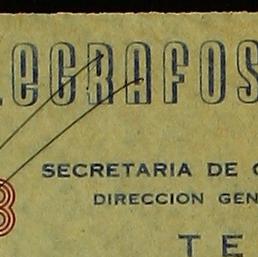 LEGRAFOS
SECRETARIA DE
DIRECCION GEN
TE